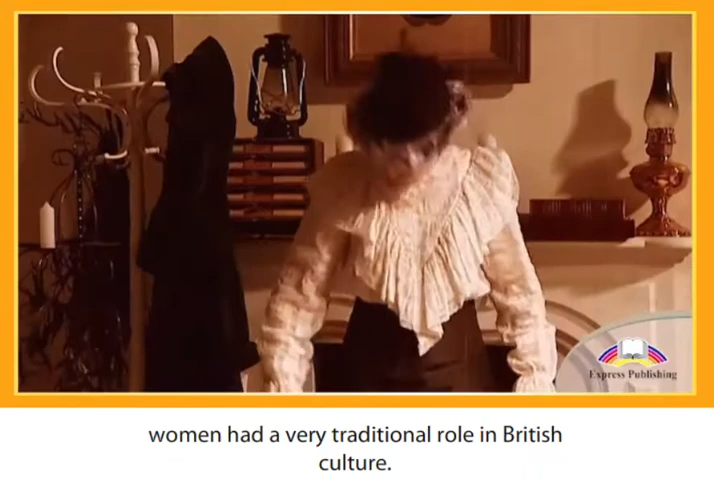 Express Publishing
women had a very traditional role in British
culture.